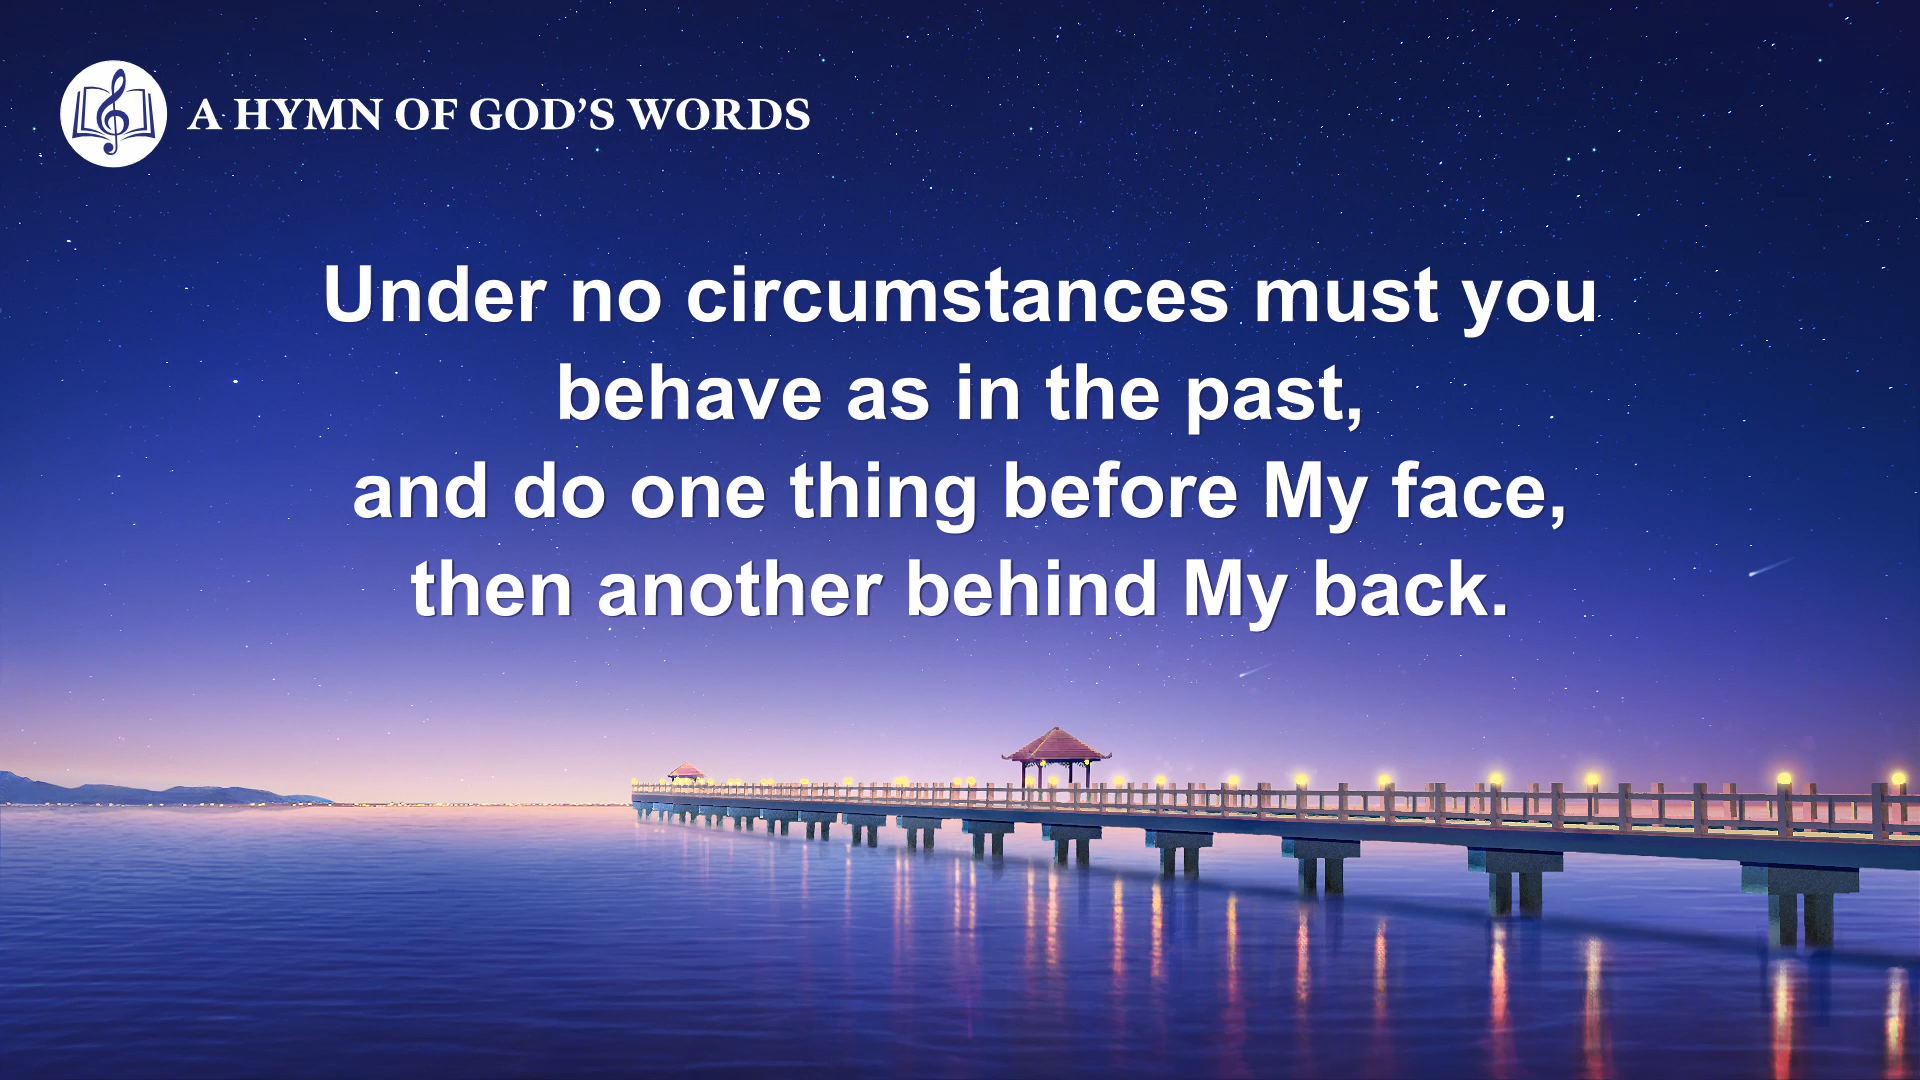 A HYMN OF GOD’S WORDS
Under no circumstances must you
behave as in the past,
and do one thing before My face,
then another behind My back.